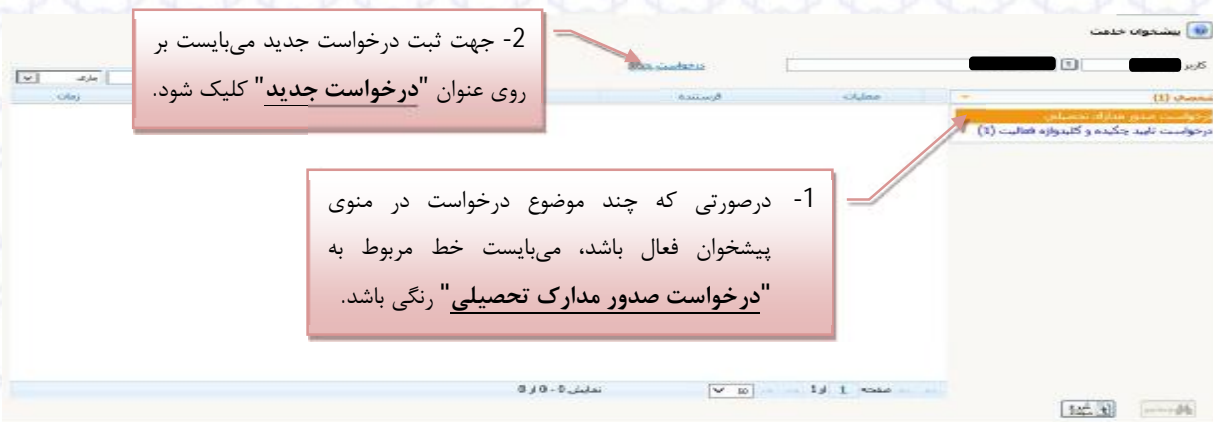 پیشخوان خدمت
کاربر
درخواست جدید
عملیات
فرستنده
زمان
شخصی (1)
درخواست صدور مدارک تحصیلی
درخواست تایید چکیده و کلیدواژه فعالیت (1)
2- جهت ثبت درخواست جدید می‌بایست بر
روی عنوان "درخواست جدید" کلیک شود.
1- درصورتی که چند موضوع درخواست در منوی
پیشخوان فعال باشد، می‌بایست خط مربوط به
"درخواست صدور مدارک تحصیلی" رنگی باشد.
صفحه 1 از 1
50
نمایش 0 - 0 از 0